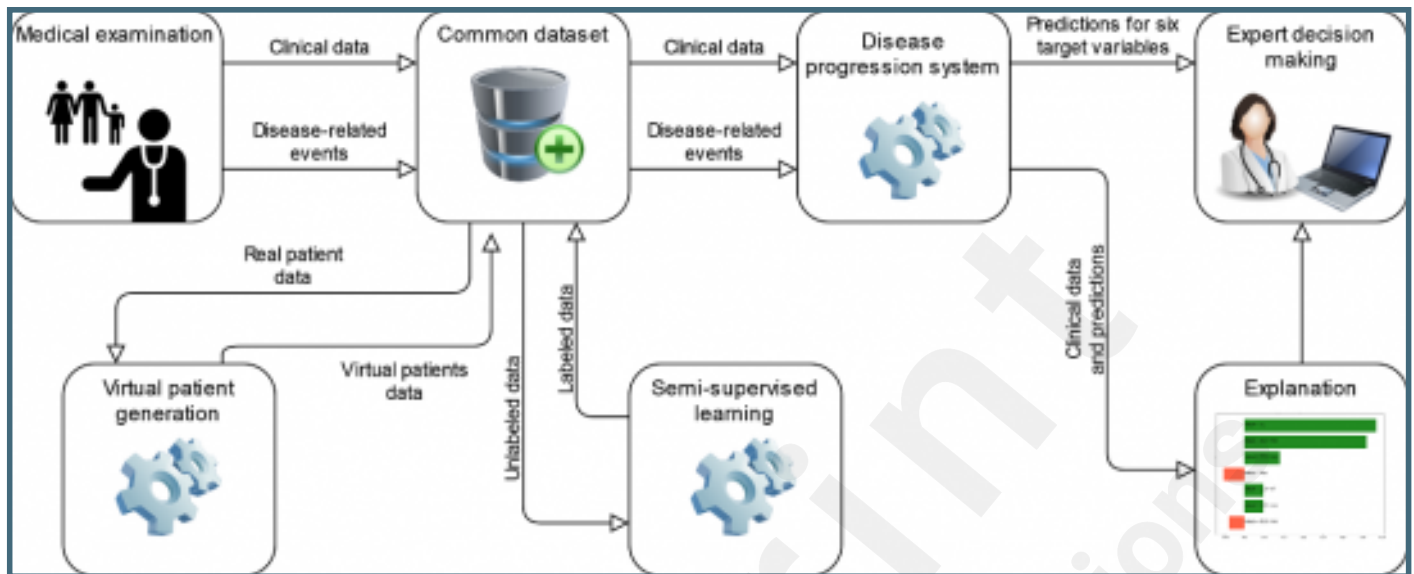 Medical examination
Clinical data
Disease-related
events
Common dataset
Clinical data
Disease-related
events
Disease
progression system
Predictions for six
target variables
Expert decision
making
Real patient
data
Virtual patients
data
Unlabeled data
Labeled data
Clinical data
and predictions
Virtual patient
generation
Semi-supervised
learning
Explanation